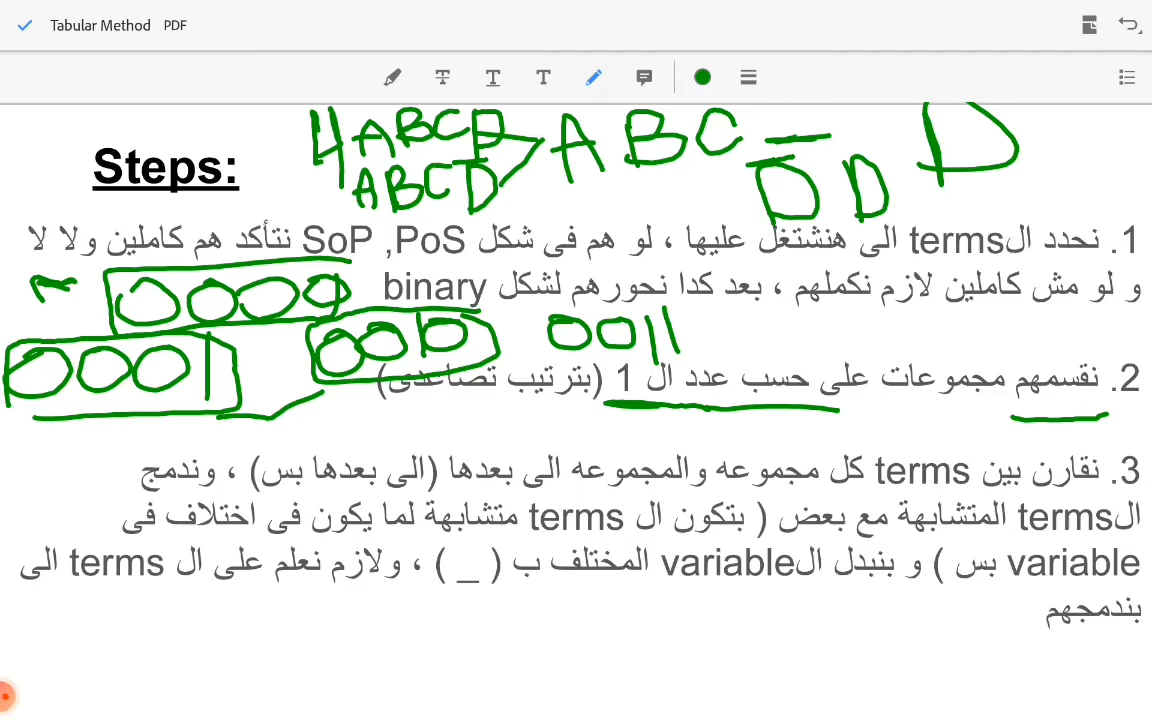 Tabular Method PDF
4 ABCD A B C D
ABCD D D
Steps:
1. نحدد الterms الى هنشتغل عليها ، لو هم فى شكل SoP ,PoS نتأكد هم كاملين ولا لا
و لو مش كاملين لازم نكملهم ، بعد كدا نحورهم لشكل binary
0000
000 0011
0001
2. نقسمهم مجموعات على حسب عدد ال 1 (بترتيب تصاعدى)
3. نقارن بين terms كل مجموعه والمجموعه الى بعدها (الى بعدها بس) ، وندمج
الterms المتشابهة مع بعض ( بتكون ال terms متشابهة لما يكون فى اختلاف فى
variable بس ) و بنبدل الvariable المختلف ب ( _ ) ، ولازم نعلم على ال terms الى
بندمجهم